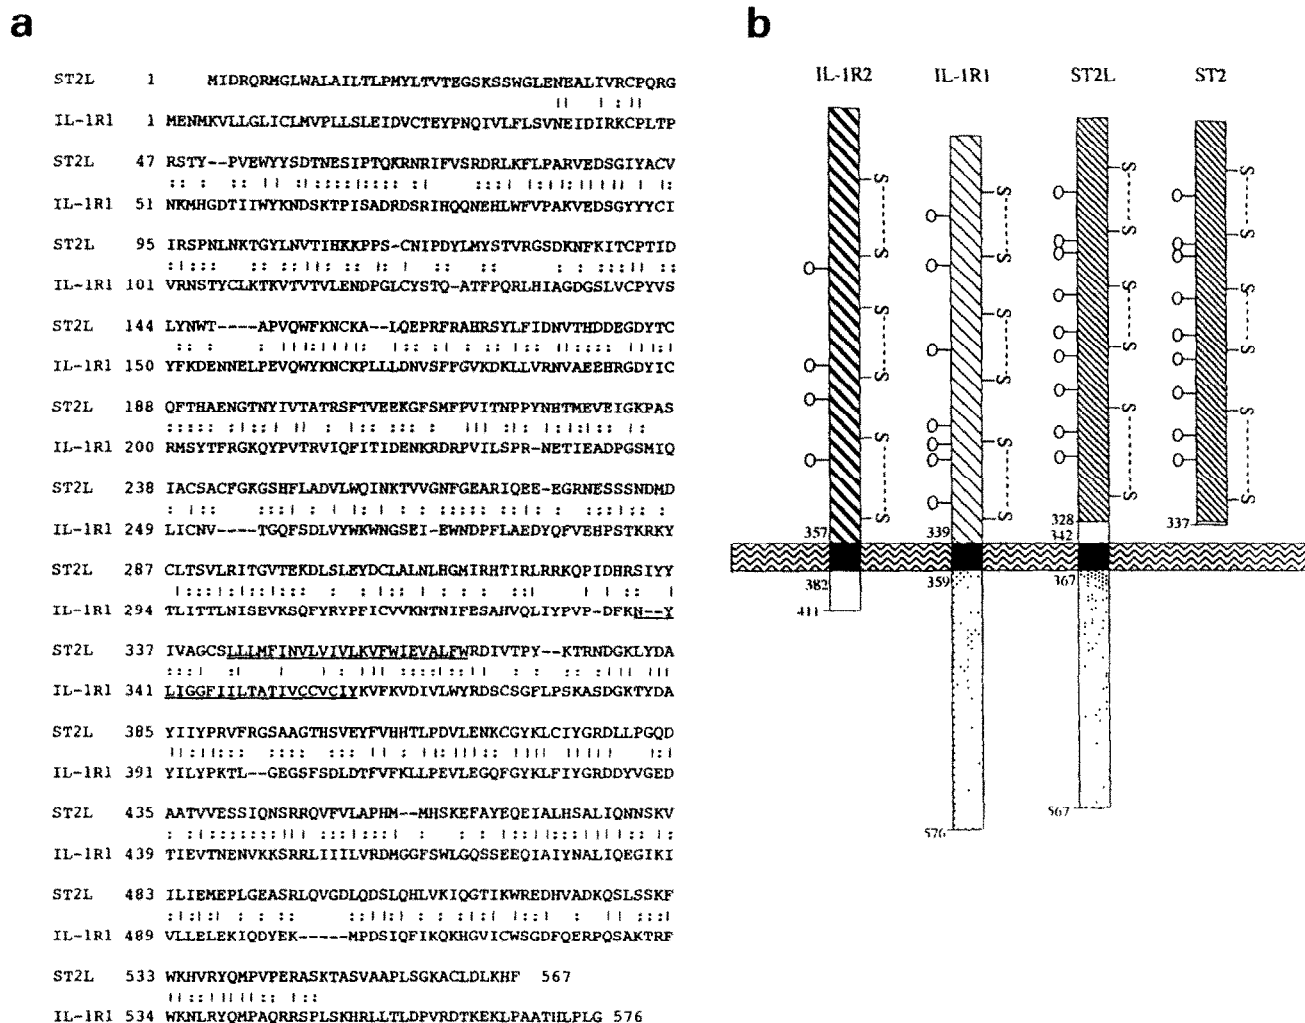 a
ST2L 1 MIDRQRMGLWALAILTLPMYLTVTEGSKSSWGLENEALIVRCPQRG
IL-1R1 1 MENMKVLLGLICLMVPLLSLEIDVCTEYPNQIVLFLSVNEIDIRKCPLTP
ST2L 47 RSTY--PVEWYYSDTNESIPTQKRNRIFVSRDRLKFLPARVEDSGIYACV
IL-1R1 51 NKMHGDTIIWYKNDSKTPISADRDSRIHQQNEHLWFVPAKVEDSGYYYCI
ST2L 95 IRSPNLNKTGYLNVTIHKKPPS-CNIPDYLMYSTVRGSDKNFKITCPTID
IL-1R1 101 VRNSTYCLKTKVTVTVLENDPGLCYSTQ-ATFPQRLHIAGDGSLVCPYVS
ST2L 144 LYNWT----APVQWFKNCKA--LQEPRFRAHRSYLFIDNVTHDDEGDYTC
IL-1R1 150 YFKDENNELPEVQWYKNCKPLLLDNVSFFGVKDKLLVRNVAEEHRGDYIC
ST2L 188 QFTHAENGTNYIVTATRSFTVEEKGFSMFPVITNPPYNHTMEVEIGKPAS
IL-1R1 200 RMSYTFRGKQYPVTRVIQFITIDENKRDRPVILSPR-NETIEADPGSMIQ
ST2L 238 IACSACFGKGSHFLADVLWQINKTVVGNFGEARIQEE-EGRNESSSNDMD
IL-1R1 249 LICNV----TGQFSDLVYWKWNGSEI-EWNDPFLAEDYQFVEHPSTKRKY
ST2L 287 CLTSVLRITGVTEKDLSLEYDCLALNLHGMIRHTIRLRRKQPIDHRSIYY
IL-1R1 294 TLITTLNISEVKSQFYRYPFICVVKNTNIFESAHVQLIYPVP-DFKN--Y
ST2L 337 IVAGCSLLLMFINVLVIVLKVFWIEVALFWRDIVTPY--KTRNDGKLYDA
IL-1R1 341 LIGGFIILTATIVCCVCIYKVFKVDIVLWYRDSCSGFLPSKASDGKTYDA
ST2L 385 YIIYPRVFRGSAAGTHSVEYFVHHTLPDVLENKCGYKLCIYGRDLLPGQD
IL-1R1 391 YILYPKTL--GEGSFSDLDTFVFKLLPEVLEGQFGYKLFIYGRDDYVGED
ST2L 435 AATVVESSIQNSRRQVFVLAPHM--MHSKEFAYEQEIALHSALIQNNSKV
IL-1R1 439 TIEVTNENVKKSRRLIIILVRDMGGFSWLGQSSEEQIAIYNALIQEGIKI
ST2L 483 ILIEMEPLGEASRLQVGDLQDSLQHLVKIQGTIKWREDHVADKQSLSSKF
IL-1R1 489 VLLELEKIQDYEK-----MPDSIQFIKQKHGVICWSGDFQERPQSAKTRF
ST2L 533 WKHVRYQMPVPERASKTASVAAPLSGKACLDLKHF 567
IL-1R1 534 WKNLRYQMPAQRRSPLSKHRLLTLDPVRDTKEKLPAATHLPLG 576
b
IL-1R2 IL-1R1 ST2L ST2
S S S S
S S S S
S S S S
S S S S
S S S S
S S S S
357 339 328 337
342
382 359 367
411
576 567